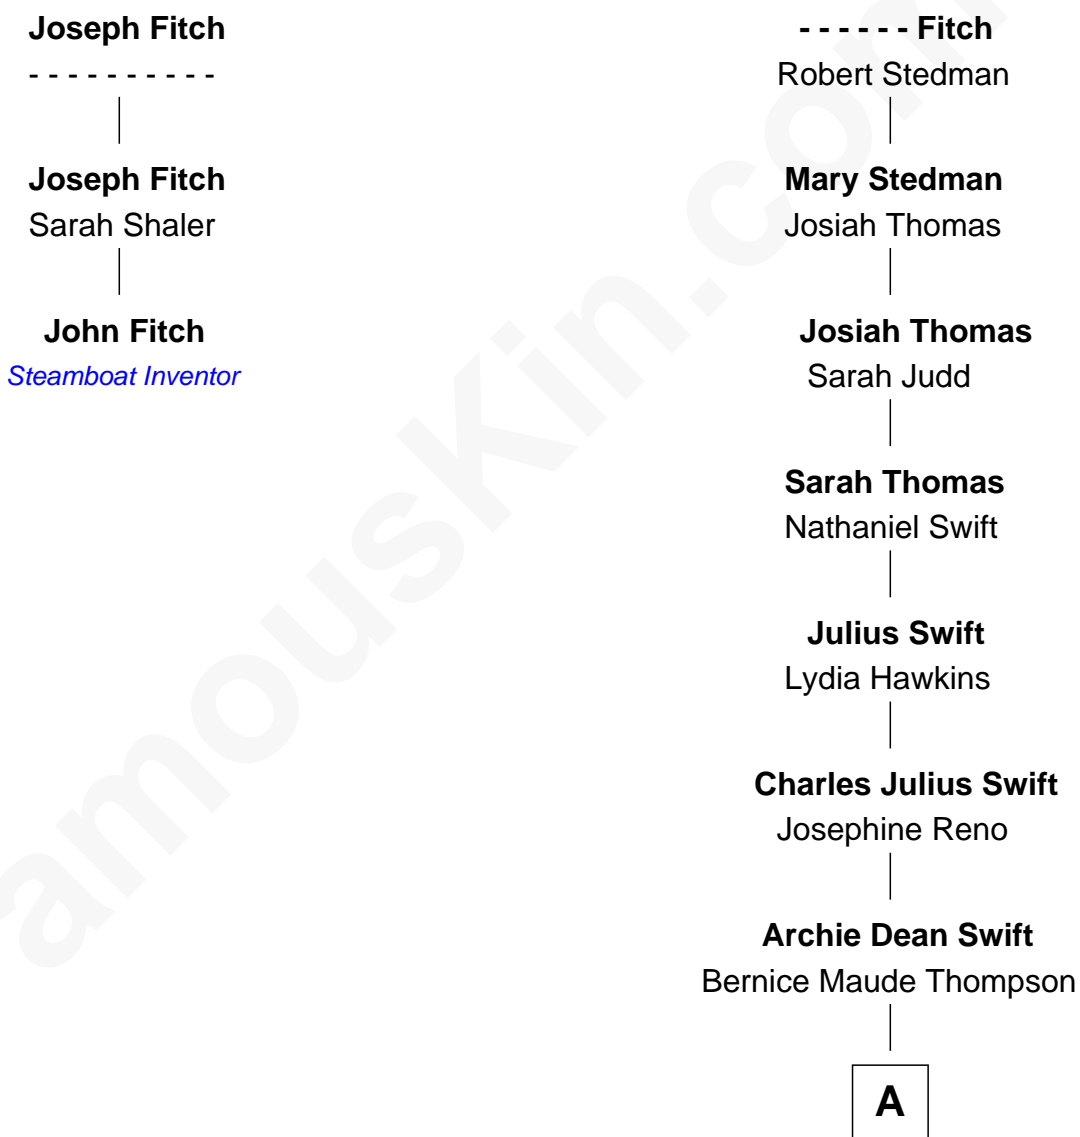 Joseph Fitch
- - - - - - - - - -
Joseph Fitch
Sarah Shaler
John Fitch
Steamboat Inventor
- - - - - - Fitch
Robert Stedman
Mary Stedman
Josiah Thomas
Josiah Thomas
Sarah Judd
Sarah Thomas
Nathaniel Swift
Julius Swift
Lydia Hawkins
Charles Julius Swift
Josephine Reno
Archie Dean Swift
Bernice Maude Thompson
A
amouskin.com